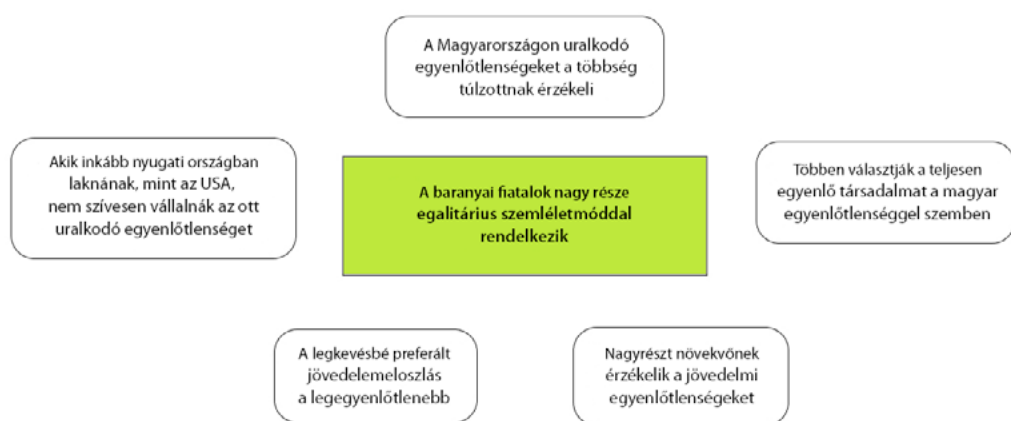 A Magyarországon uralkodó
egyenlőtlenségeket a többség
túlzottnak érzékeli
Akik inkább nyugati országban
laknának, mint az USA,
nem szívesen vállalnák az ott
uralkodó egyenlőtlenséget
A baranyai fiatalok nagy része
egalitárius szemléletmóddal
rendelkezik
Többen választják a teljesen
egyenlő társadalmat a magyar
egyenlőtlenséggel szemben
A legkevésbé preferált
jövedelemeloszlás
a legegyenlőtlenebb
Nagyrészt növekvőnek
érzékelik a jövedelmi
egyenlőtlenségeket